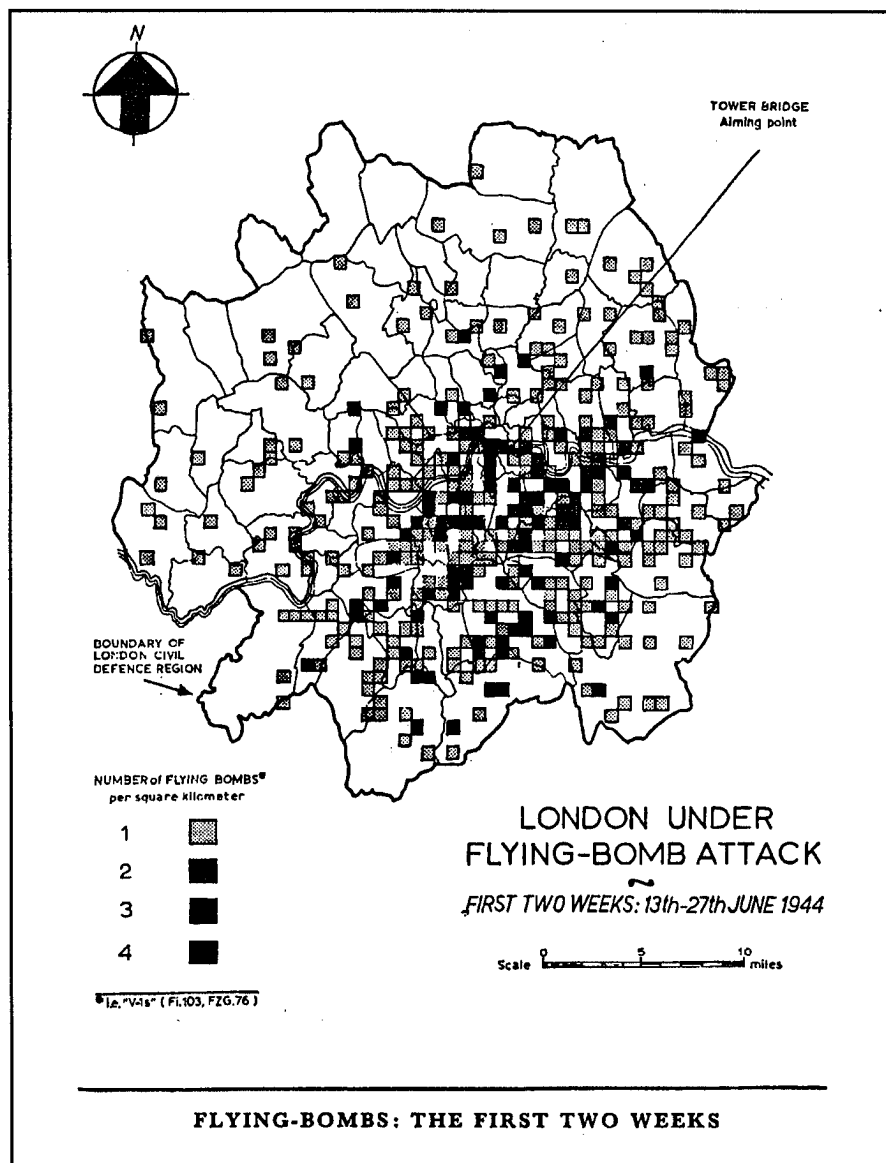 N
TOWER BRIDGE
Aiming point
BOUNDARY OF
LONDON CIVIL
DEFENCE REGION
NUMBER of FLYING BOMBS*
per square kilometer
1
2
3
4
* i.e. "V-1s" ( Fi.103, FZG.76 )
LONDON UNDER
FLYING-BOMB ATTACK
~
FIRST TWO WEEKS: 13th-27th JUNE 1944
0 5 10
Scale miles
FLYING-BOMBS: THE FIRST TWO WEEKS